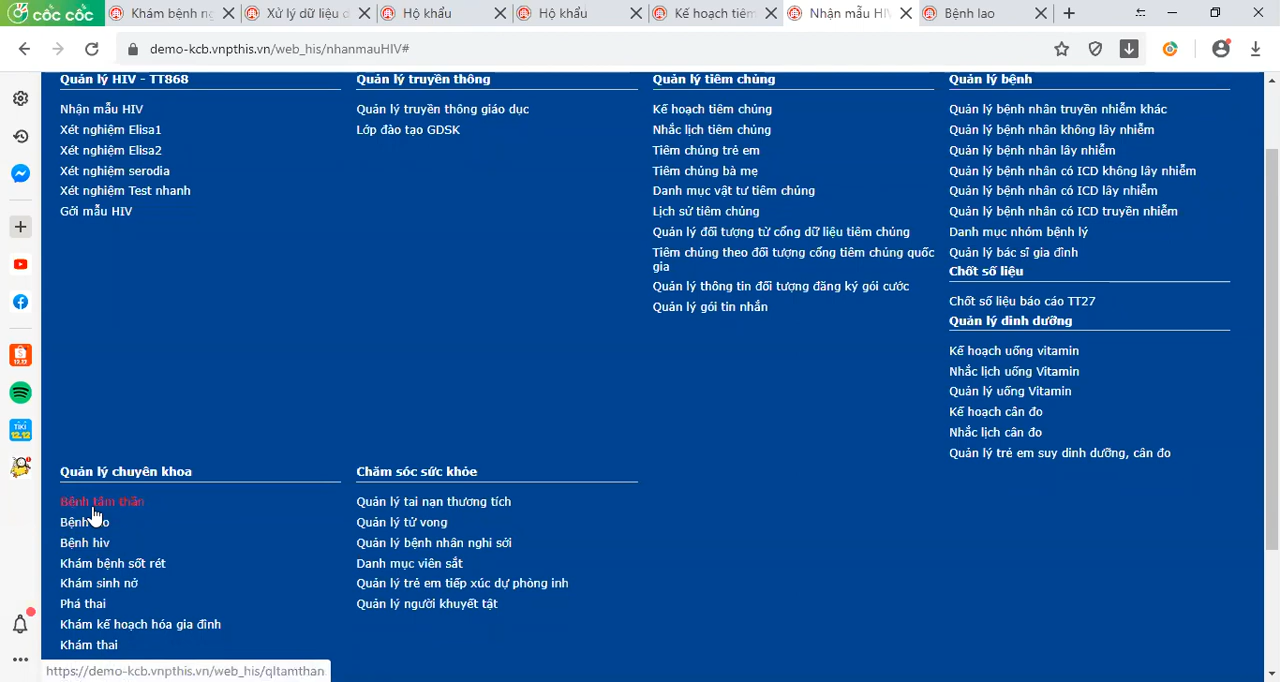 cốc cốc
Khám bệnh ng
Xử lý dữ liệu d
Hộ khẩu
Hộ khẩu
Kế hoạch tiêm
Nhận mẫu HIV
Bệnh lao
demo-kcb.vnpthis.vn/web_his/nhanmauHIV#
Quản lý HIV - TT868
Nhận mẫu HIV
Xét nghiệm Elisa1
Xét nghiệm Elisa2
Xét nghiệm serodia
Xét nghiệm Test nhanh
Gởi mẫu HIV
Quản lý truyền thông
Quản lý truyền thông giáo dục
Lớp đào tạo GDSK
Quản lý tiêm chủng
Kế hoạch tiêm chủng
Nhắc lịch tiêm chủng
Tiêm chủng trẻ em
Tiêm chủng bà mẹ
Danh mục vật tư tiêm chủng
Lịch sử tiêm chủng
Quản lý đối tượng từ cổng dữ liệu tiêm chủng
Tiêm chủng theo đối tượng cổng tiêm chủng quốc
gia
Quản lý thông tin đối tượng đăng ký gói cước
Quản lý gói tin nhắn
Quản lý bệnh
Quản lý bệnh nhân truyền nhiễm khác
Quản lý bệnh nhân không lây nhiễm
Quản lý bệnh nhân lây nhiễm
Quản lý bệnh nhân có ICD không lây nhiễm
Quản lý bệnh nhân có ICD lây nhiễm
Quản lý bệnh nhân có ICD truyền nhiễm
Danh mục nhóm bệnh lý
Quản lý bác sĩ gia đình
Chốt số liệu
Chốt số liệu báo cáo TT27
Quản lý dinh dưỡng
Kế hoạch uống vitamin
Nhắc lịch uống Vitamin
Quản lý uống Vitamin
Kế hoạch cân đo
Nhắc lịch cân đo
Quản lý trẻ em suy dinh dưỡng, cân đo
Quản lý chuyên khoa
Bệnh tâm thần
Bệnh
Bệnh hiv
Khám bệnh sốt rét
Khám sinh nở
Phá thai
Khám kế hoạch hóa gia đình
Khám thai
Chăm sóc sức khỏe
Quản lý tai nạn thương tích
Quản lý tử vong
Quản lý bệnh nhân nghi sởi
Danh mục viên sắt
Quản lý trẻ em tiếp xúc dự phòng inh
Quản lý người khuyết tật
https://demo-kcb.vnpthis.vn/web_his/qltamthan